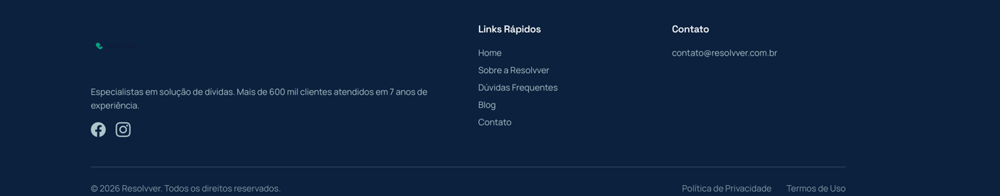 Especialistas em solução de dívidas. Mais de 600 mil clientes atendidos em 7 anos de
experiência.
Links Rápidos
Home
Sobre a Resolvver
Dúvidas Frequentes
Blog
Contato
Contato
contato@resolvver.com.br
© 2026 Resolvver. Todos os direitos reservados.
Política de Privacidade
Termos de Uso